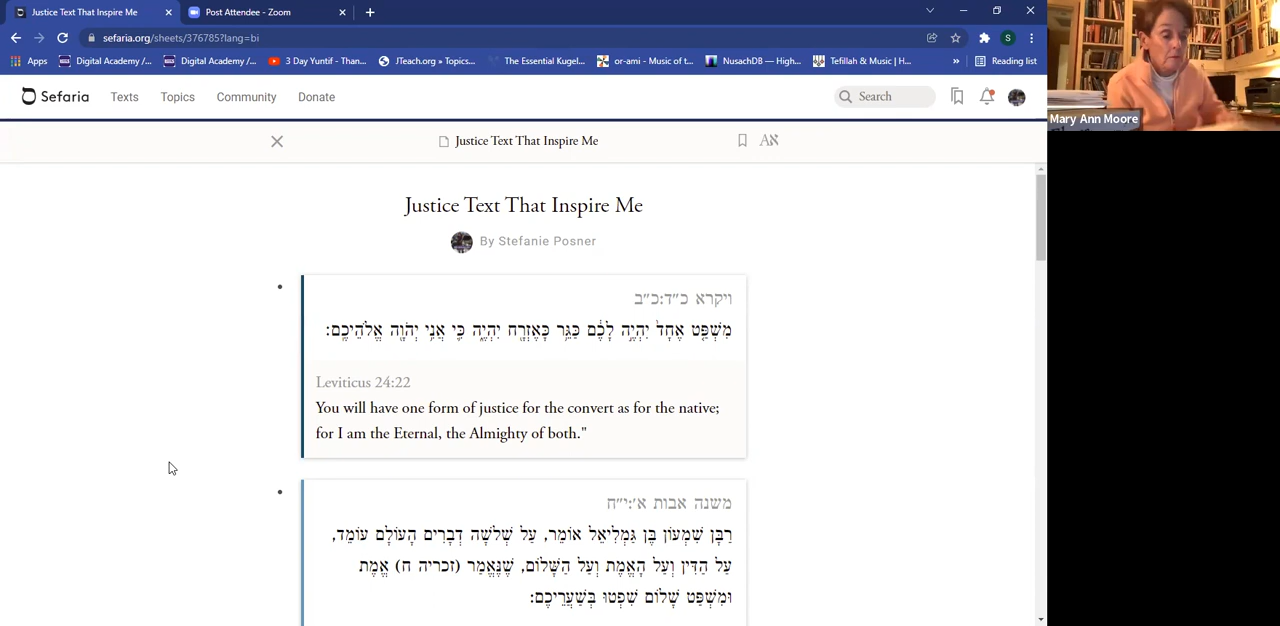 Justice Text That Inspire Me
Post Attendee - Zoom
sefaria.org/sheets/376785?lang=bi
S
Apps
Digital Academy /...
Digital Academy /...
3 Day Yuntif - Than...
JTeach.org » Topics...
The Essential Kugel...
or-ami - Music of t...
NusachDB — High...
Tefillah & Music | H...
»
Reading list
Mary Ann Moore
Sefaria
Texts
Topics
Community
Donate
Search
Justice Text That Inspire Me
אA
Justice Text That Inspire Me
By Stefanie Posner
ויקרא כ״ד:כ״ב
מִשְׁפַּ֤ט אֶחָד֙ יִהְיֶ֣ה לָכֶ֔ם כַּגֵּ֥ר כָּאֶזְרָ֖ח יִהְיֶ֑ה כִּ֛י אֲנִ֥י יְהֹוָ֖ה אֱלֹהֵיכֶֽם׃
Leviticus 24:22
You will have one form of justice for the convert as for the native;
for I am the Eternal, the Almighty of both."
משנה אבות א׳:י״ח
רַבָּן שִׁמְעוֹן בֶּן גַּמְלִיאֵל אוֹמֵר, עַל שְׁלשָׁה דְבָרִים הָעוֹלָם עוֹמֵד,
עַל הַדִּין וְעַל הָאֱמֶת וְעַל הַשָּׁלוֹם, שֶׁנֶּאֱמַר (זכריה ח) אֱמֶת
וּמִשְׁפַּט שָׁלוֹם שִׁפְטוּ בְּשַׁעֲרֵיכֶם: